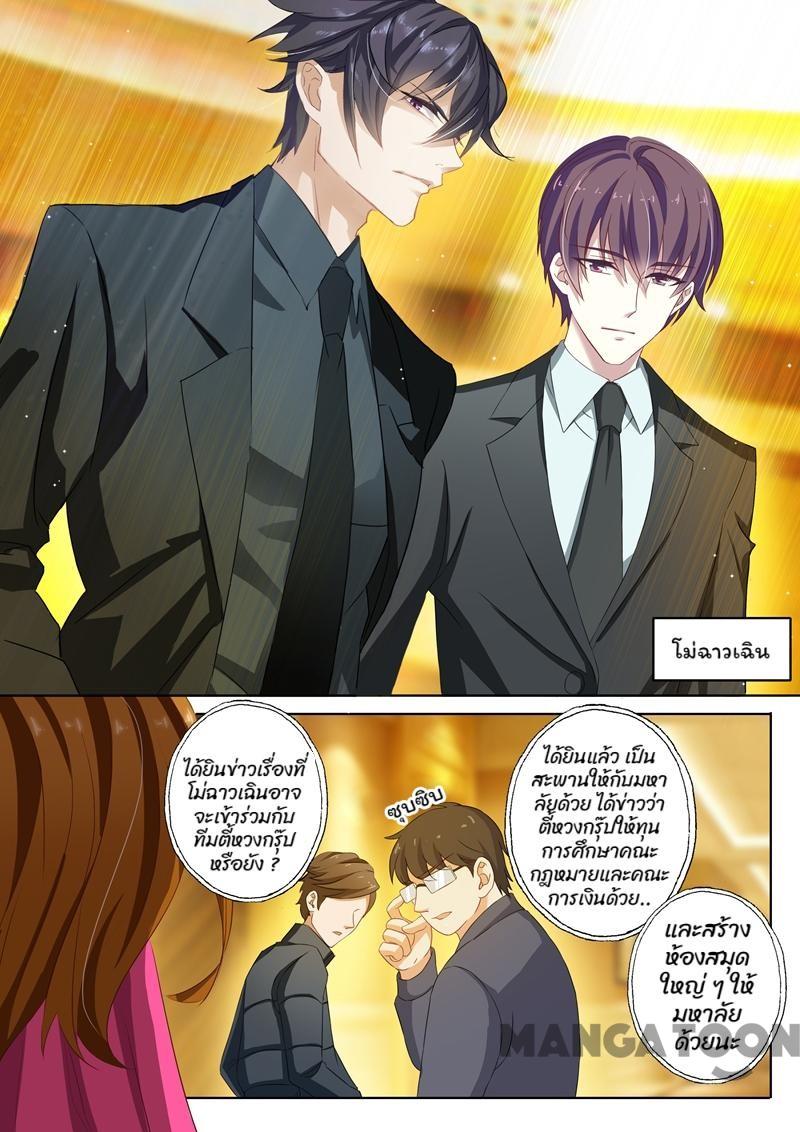 โม่ฉาวเฉิน
ได้ยินข่าวเรื่องที่
โม่ฉาวเฉินอาจ
จะเข้าร่วมกับ
ทีมตี้หวงกรุ๊ป
หรือยัง ?
ซุบซิบ
ได้ยินแล้ว เป็น
สะพานให้กับมหา
ลัยด้วย ได้ข่าวว่า
ตี้หวงกรุ๊ปให้ทุน
การศึกษาคณะ
กฎหมายและคณะ
การเงินด้วย..
และสร้าง
ห้องสมุด
ใหญ่ ๆ ให้
มหาลัย
ด้วยนะ
MANGATOON